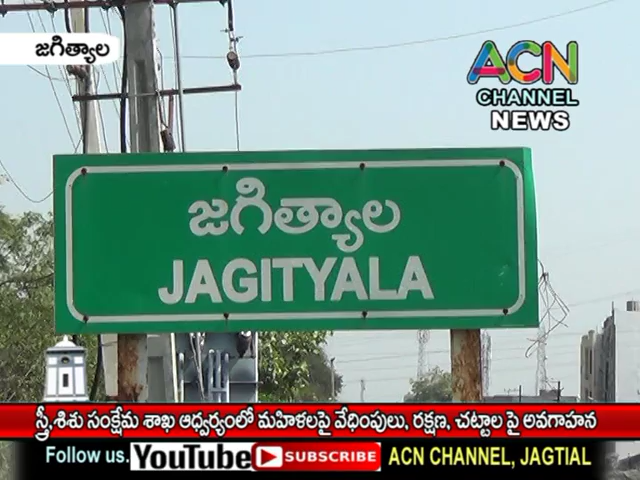 జగిత్యాల
ACN
CHANNEL
NEWS
జగిత్యాల
JAGITYALA
స్త్రీ,శిశు సంక్షేమ శాఖ ఆధ్వర్యంలో మహిళలపై వేధింపులు, రక్షణ, చట్టాల పై అవగాహన
Follow us. YouTube SUBSCRIBE ACN CHANNEL, JAGTIAL